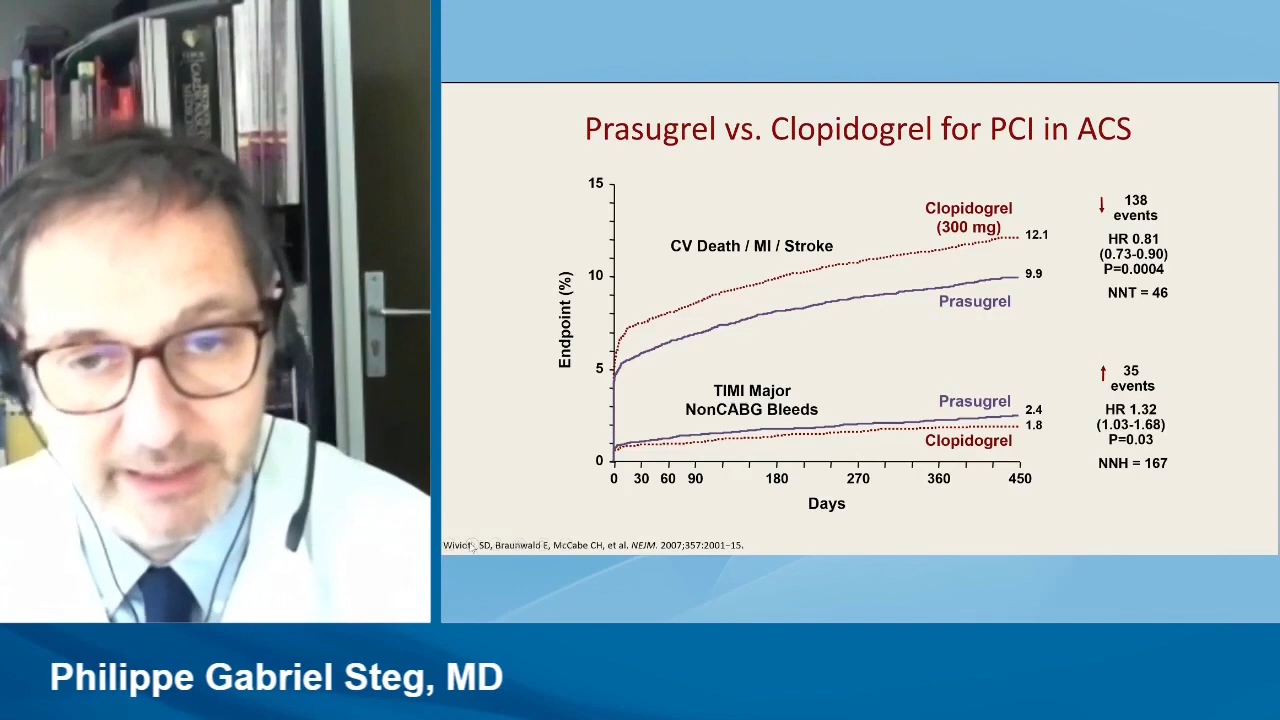 Prasugrel vs. Clopidogrel for PCI in ACS
15
10
5
0
Endpoint (%)
CV Death / MI / Stroke
Clopidogrel
(300 mg)
12.1
9.9
Prasugrel
TIMI Major
NonCABG Bleeds
Prasugrel
2.4
1.8
Clopidogrel
0 30 60 90 180 270 360 450
Days
↓ 138
events
HR 0.81
(0.73-0.90)
P=0.0004
NNT = 46
↑ 35
events
HR 1.32
(1.03-1.68)
P=0.03
NNH = 167
SD, Braunwald E, McCabe CH, et al. NEJM. 2007;357:2001–15.
Philippe Gabriel Steg, MD